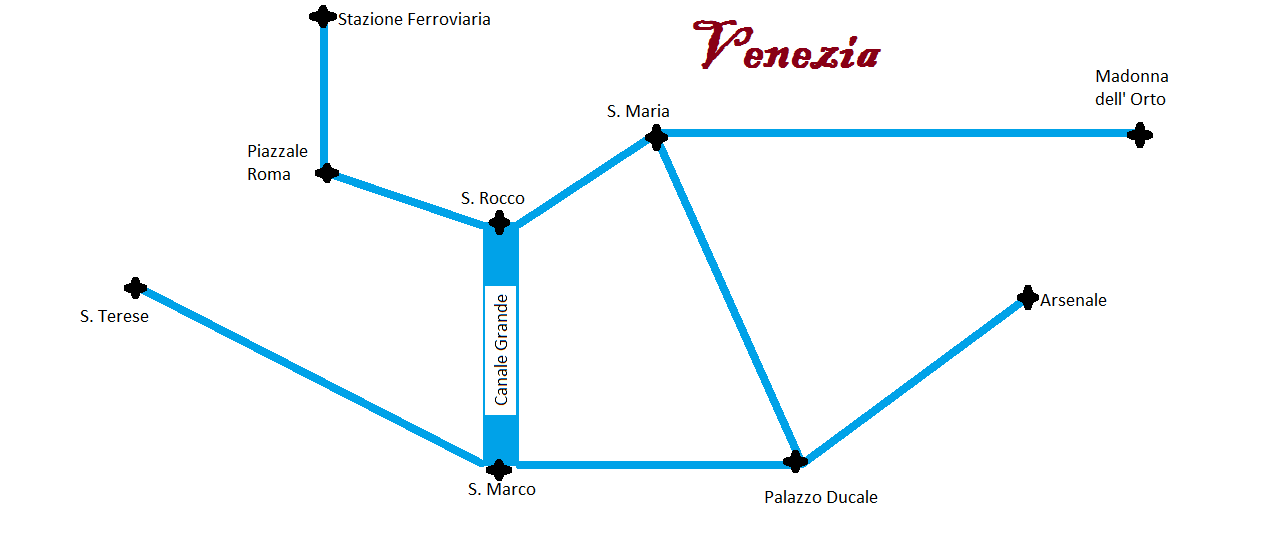 Stazione Ferroviaria
Venezia
Madonna
dell' Orto
S. Maria
Piazzale
Roma
S. Rocco
S. Terese
Canale Grande
Arsenale
S. Marco
Palazzo Ducale